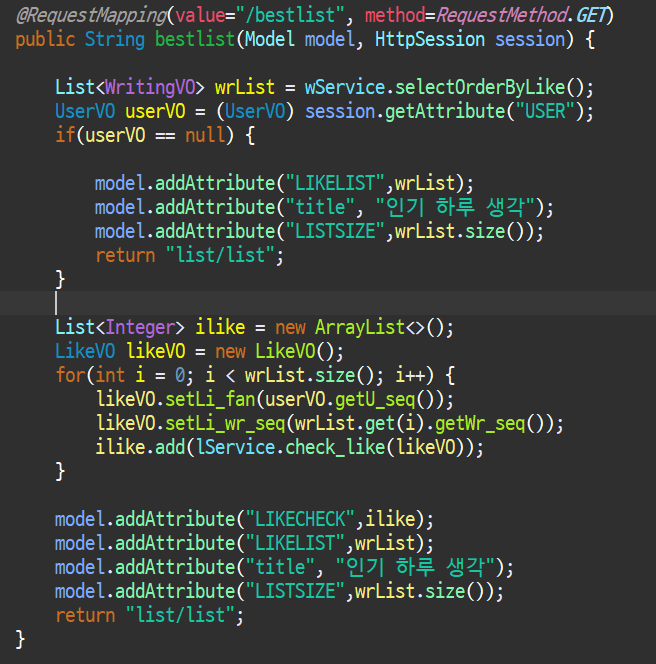 @RequestMapping(value="/bestlist", method=RequestMethod.GET)
public String bestlist(Model model, HttpSession session) {
List<WritingVO> wrList = wService.selectOrderByLike();
UserVO userVO = (UserVO) session.getAttribute("USER");
if(userVO == null) {
model.addAttribute("LIKELIST",wrList);
model.addAttribute("title", "인기 하루 생각");
model.addAttribute("LISTSIZE",wrList.size());
return "list/list";
}
List<Integer> ilike = new ArrayList<>();
LikeVO likeVO = new LikeVO();
for(int i = 0; i < wrList.size(); i++) {
likeVO.setLi_fan(userVO.getU_seq());
likeVO.setLi_wr_seq(wrList.get(i).getWr_seq());
ilike.add(lService.check_like(likeVO));
}
model.addAttribute("LIKECHECK",ilike);
model.addAttribute("LIKELIST",wrList);
model.addAttribute("title", "인기 하루 생각");
model.addAttribute("LISTSIZE",wrList.size());
return "list/list";
}